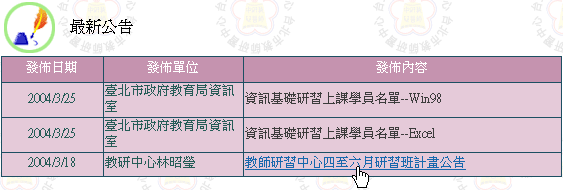 最新公告
發佈日期 發佈單位 發佈內容
2004/3/25 臺北市政府教育局資訊室 資訊基礎研習上課學員名單--Win98
2004/3/25 臺北市政府教育局資訊室 資訊基礎研習上課學員名單--Excel
2004/3/18 教研中心林昭瑩 教師研習中心四至六月研習班計畫公告